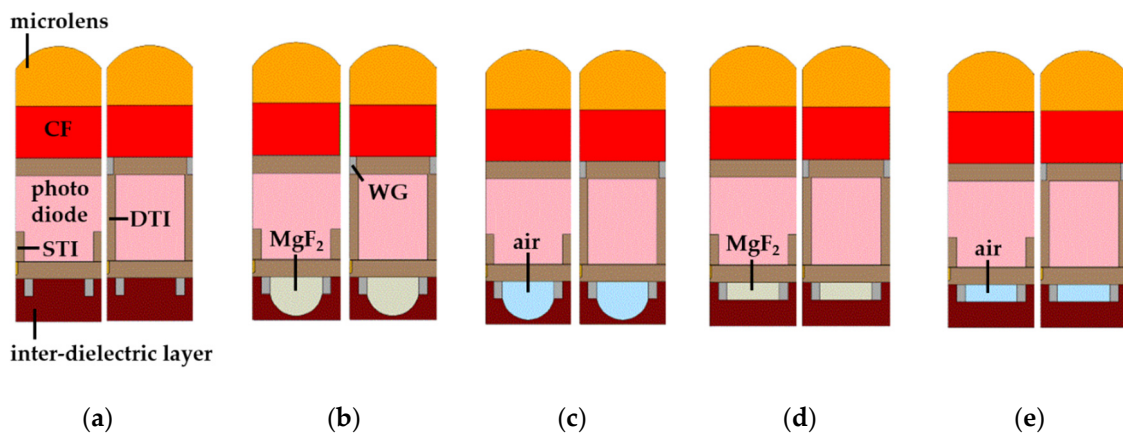 microlens
CF
photo
diode
DTI
STI
WG
MgF₂
air
MgF₂
air
inter-dielectric layer
(a)
(b)
(c)
(d)
(e)